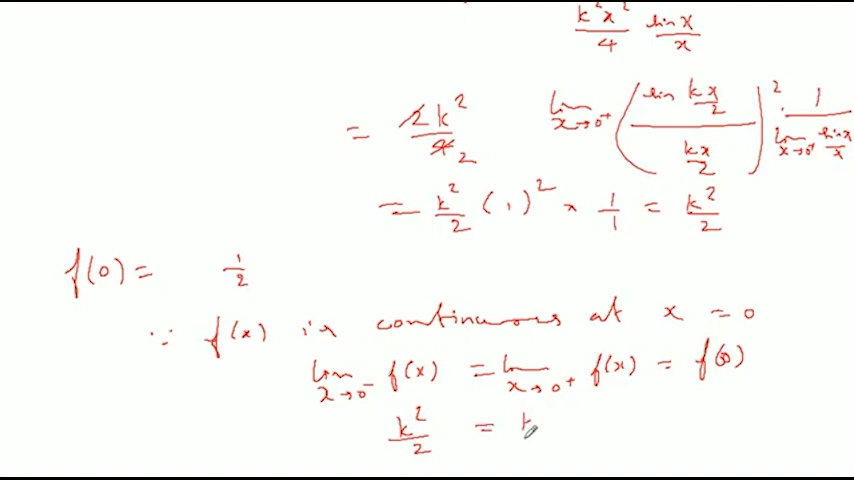 k²x²/4 sin x/x
= 2k²/4 2 lim x→0⁺ (sin kx/2 / kx/2)² · 1/lim x→0⁺ sin x/x
= k²/2 (1)² × 1/1 = k²/2
f(0) = 1/2
∵ f(x) is continuous at x = 0
lim x→0⁻ f(x) = lim x→0⁺ f(x) = f(0)
k²/2 =